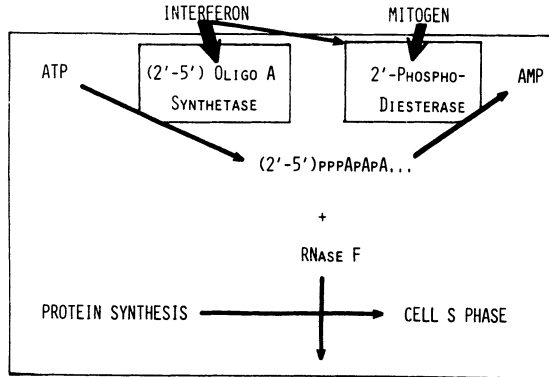 INTERFERON MITOGEN
ATP (2'-5') OLIGO A SYNTHETASE 2'-PHOSPHO-DIESTERASE AMP
(2'-5')PPPAPAPA...
+
RNASE F
PROTEIN SYNTHESIS CELL S PHASE